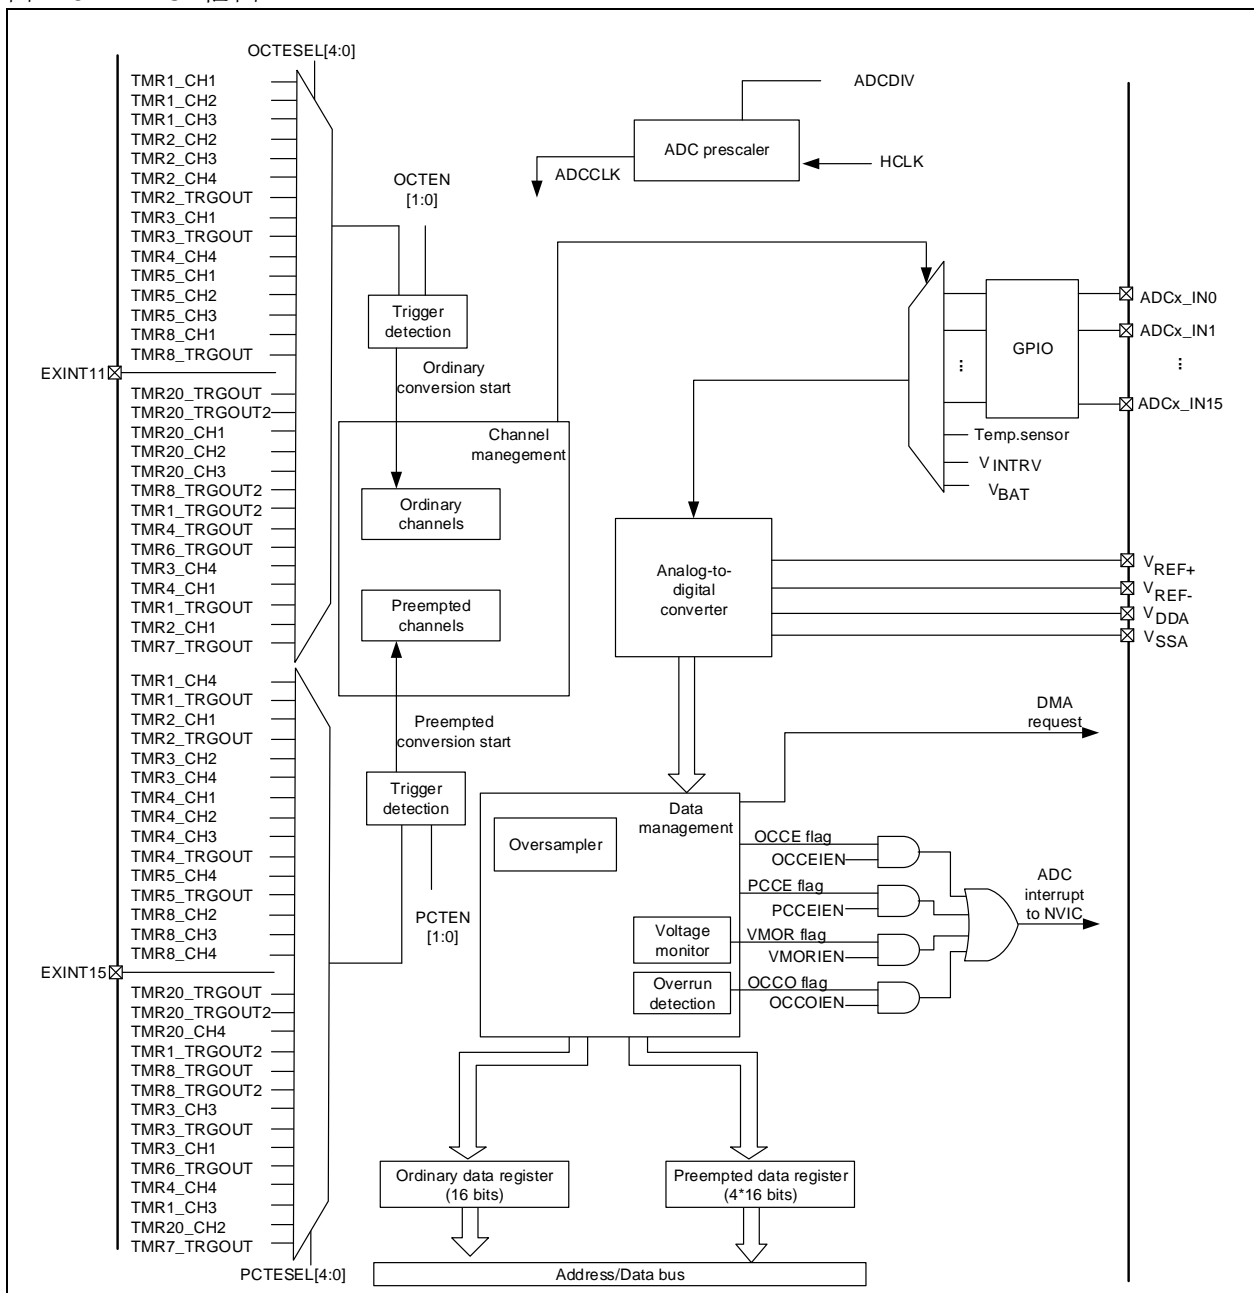 OCTESEL[4:0]
TMR1_CH1
TMR1_CH2
TMR1_CH3
TMR2_CH2
TMR2_CH3
TMR2_CH4
TMR2_TRGOUT
TMR3_CH1
TMR3_TRGOUT
TMR4_CH4
TMR5_CH1
TMR5_CH2
TMR5_CH3
TMR8_CH1
TMR8_TRGOUT
EXINT11
TMR20_TRGOUT
TMR20_TRGOUT2
TMR20_CH1
TMR20_CH2
TMR20_CH3
TMR8_TRGOUT2
TMR1_TRGOUT2
TMR4_TRGOUT
TMR6_TRGOUT
TMR3_CH4
TMR4_CH1
TMR1_TRGOUT
TMR2_CH1
TMR7_TRGOUT
TMR1_CH4
TMR1_TRGOUT
TMR2_CH1
TMR2_TRGOUT
TMR3_CH2
TMR3_CH4
TMR4_CH1
TMR4_CH2
TMR4_CH3
TMR4_TRGOUT
TMR5_CH4
TMR5_TRGOUT
TMR8_CH2
TMR8_CH3
TMR8_CH4
EXINT15
TMR20_TRGOUT
TMR20_TRGOUT2
TMR20_CH4
TMR1_TRGOUT2
TMR8_TRGOUT
TMR8_TRGOUT2
TMR3_CH3
TMR3_TRGOUT
TMR3_CH1
TMR6_TRGOUT
TMR4_CH4
TMR1_CH3
TMR20_CH2
TMR7_TRGOUT
PCTESEL[4:0]
OCTEN
[1:0]
Trigger
detection
Ordinary
conversion start
Channel
manegement
Ordinary
channels
Preempted
channels
Preempted
conversion start
Trigger
detection
PCTEN
[1:0]
ADCDIV
ADC prescaler
HCLK
ADCCLK
GPIO
...
ADCx_IN0
ADCx_IN1
...
ADCx_IN15
Temp.sensor
VINTRV
VBAT
Analog-to-
digital
converter
VREF+
VREF-
VDDA
VSSA
DMA
request
Data
management
Oversampler
Voltage
monitor
Overrun
detection
OCCE flag
OCCEIEN
PCCE flag
PCCEIEN
VMOR flag
VMORIEN
OCCO flag
OCCOIEN
ADC
interrupt
to NVIC
Ordinary data register
(16 bits)
Preempted data register
(4*16 bits)
Address/Data bus